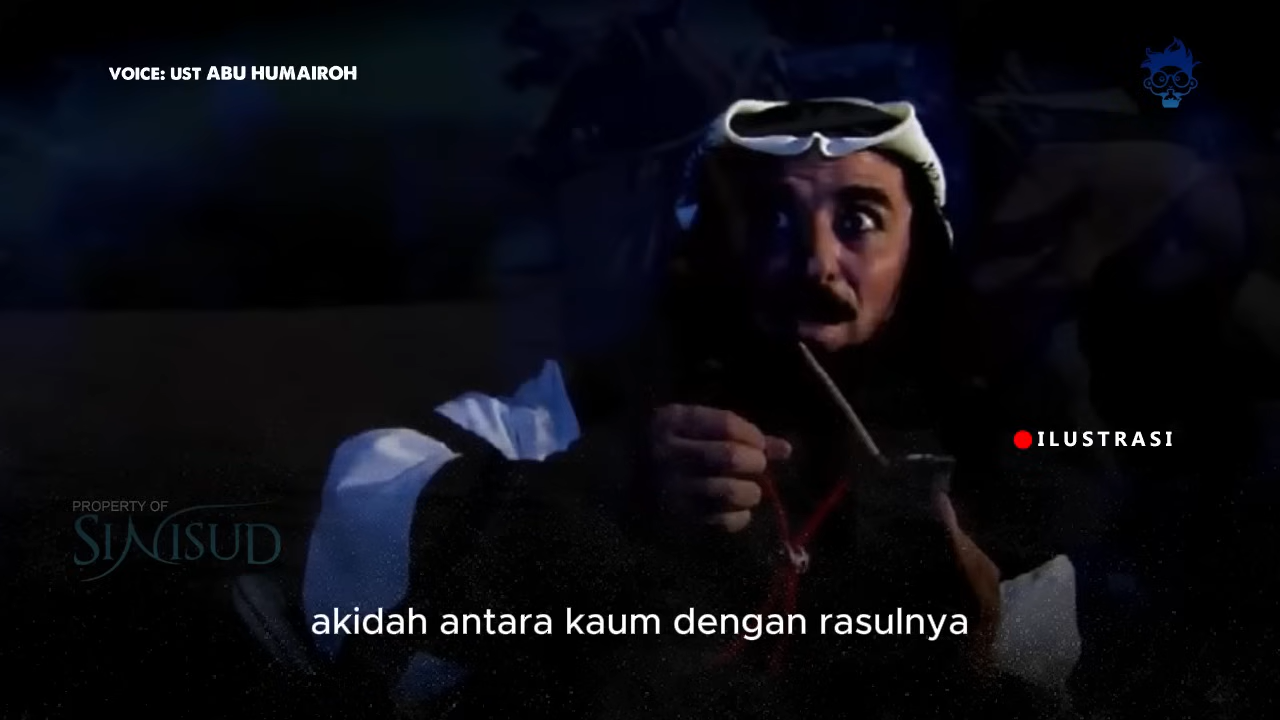 VOICE: UST ABU HUMAIROH
ILUSTRASI
PROPERTY OF
SINISUD
akidah antara kaum dengan rasulnya